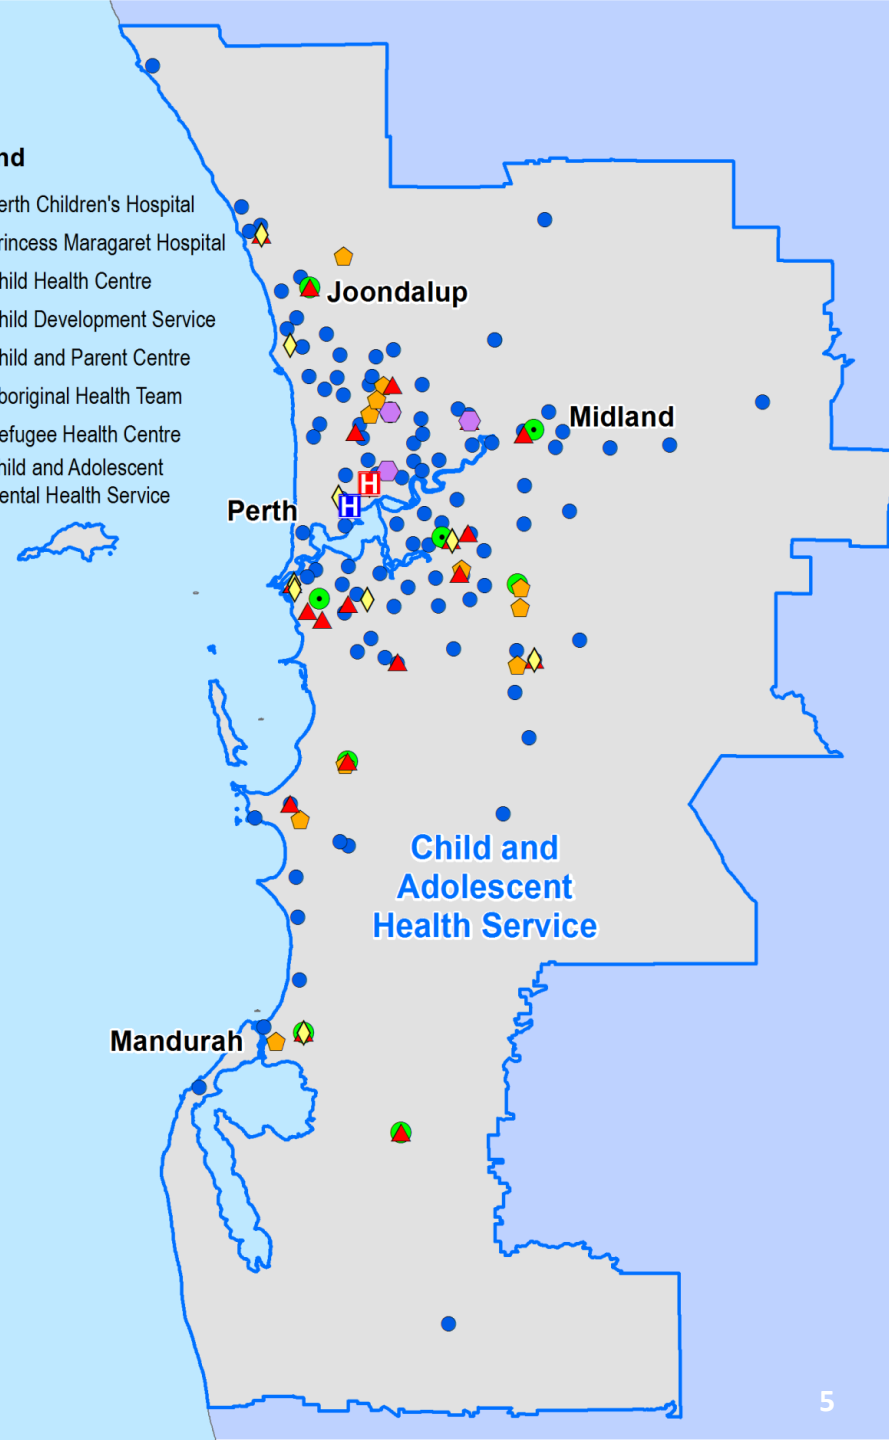 nd
erth Children's Hospital
rincess Maragaret Hospital
hild Health Centre
hild Development Service
hild and Parent Centre
boriginal Health Team
efugee Health Centre
hild and Adolescent
ental Health Service
Joondalup
Midland
H
H
Perth
Child and
Adolescent
Health Service
Mandurah
5